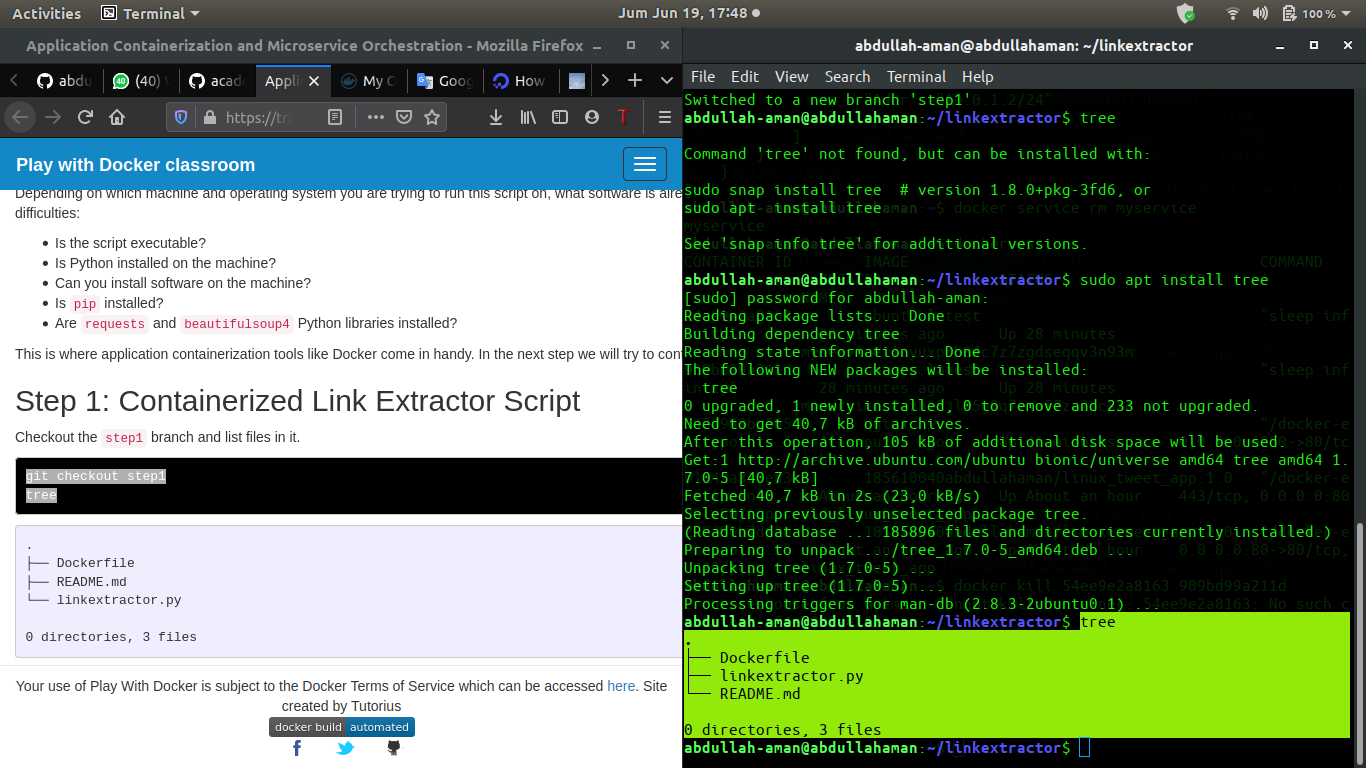 Activities Terminal Jum Jun 19, 17:48 100 %
Application Containerization and Microservice Orchestration - Mozilla Firefox
abdu (40) acade Applic My C Goog How
https://tr
Play with Docker classroom
Depending on which machine and operating system you are trying to run this script on, what software is alre
difficulties:
Is the script executable?
Is Python installed on the machine?
Can you install software on the machine?
Is pip installed?
Are requests and beautifulsoup4 Python libraries installed?
This is where application containerization tools like Docker come in handy. In the next step we will try to con
Step 1: Containerized Link Extractor Script
Checkout the step1 branch and list files in it.
git checkout step1
tree
.
├── Dockerfile
├── README.md
└── linkextractor.py
0 directories, 3 files
Your use of Play With Docker is subject to the Docker Terms of Service which can be accessed here. Site
created by Tutorius
docker build automated
abdullah-aman@abdullahaman: ~/linkextractor
File Edit View Search Terminal Help
Switched to a new branch 'step1'
abdullah-aman@abdullahaman:~/linkextractor$ tree
Command 'tree' not found, but can be installed with:
sudo snap install tree  # version 1.8.0+pkg-3fd6, or
sudo apt  install tree
See 'snap info tree' for additional versions.
abdullah-aman@abdullahaman:~/linkextractor$ sudo apt install tree
[sudo] password for abdullah-aman:
Reading package lists... Done
Building dependency tree
Reading state information... Done
The following NEW packages will be installed:
tree
0 upgraded, 1 newly installed, 0 to remove and 233 not upgraded.
Need to get 40,7 kB of archives.
After this operation, 105 kB of additional disk space will be used.
Get:1 http://archive.ubuntu.com/ubuntu bionic/universe amd64 tree amd64 1.
7.0-5 [40,7 kB]
Fetched 40,7 kB in 2s (23,0 kB/s)
Selecting previously unselected package tree.
(Reading database ... 185896 files and directories currently installed.)
Preparing to unpack .../tree_1.7.0-5_amd64.deb ...
Unpacking tree (1.7.0-5) ...
Setting up tree (1.7.0-5) ...
Processing triggers for man-db (2.8.3-2ubuntu0.1) ...
abdullah-aman@abdullahaman:~/linkextractor$ tree
.
├── Dockerfile
├── linkextractor.py
└── README.md
0 directories, 3 files
abdullah-aman@abdullahaman:~/linkextractor$